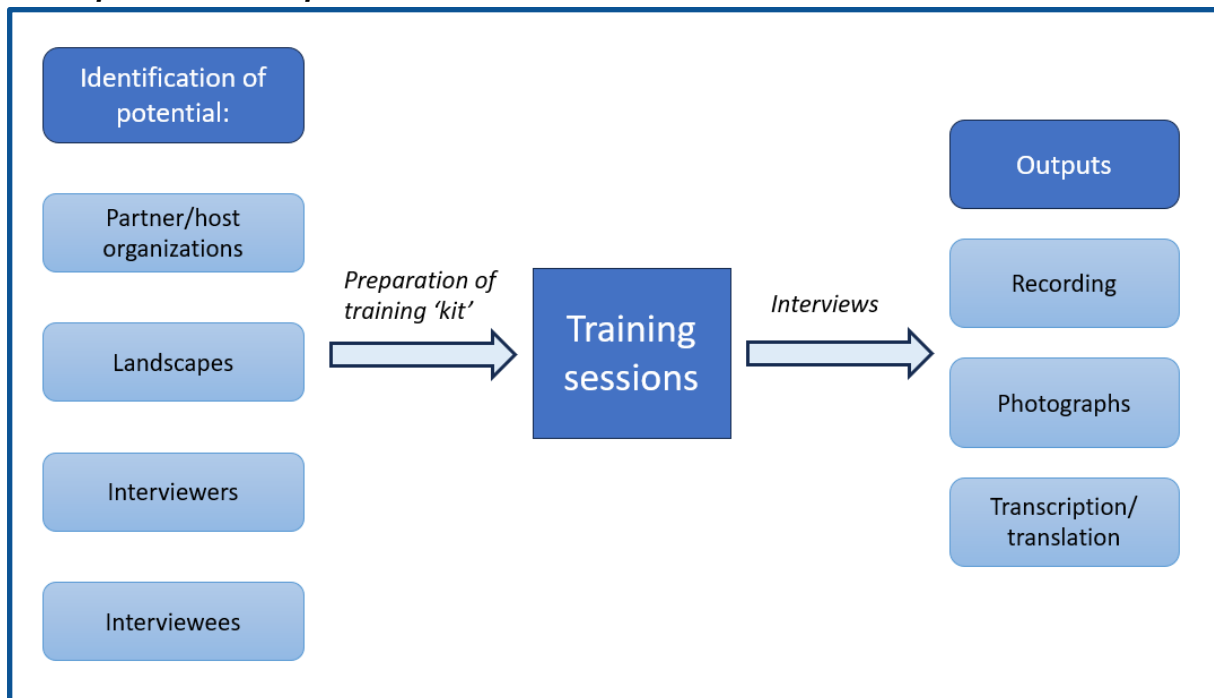 Identification of
potential:
Partner/host
organizations
Landscapes
Interviewers
Interviewees
Preparation of
training ‘kit’
Training
sessions
Interviews
Outputs
Recording
Photographs
Transcription/
translation